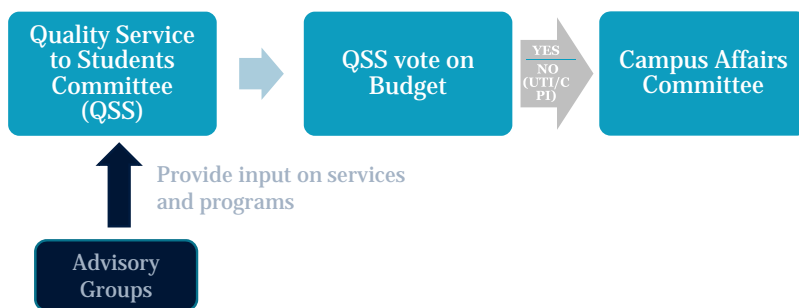 Quality Service
to Students
Committee
(QSS)
QSS vote on
Budget
YES
NO
(UTI/C
PI)
Campus Affairs
Committee
Provide input on services
and programs
Advisory
Groups